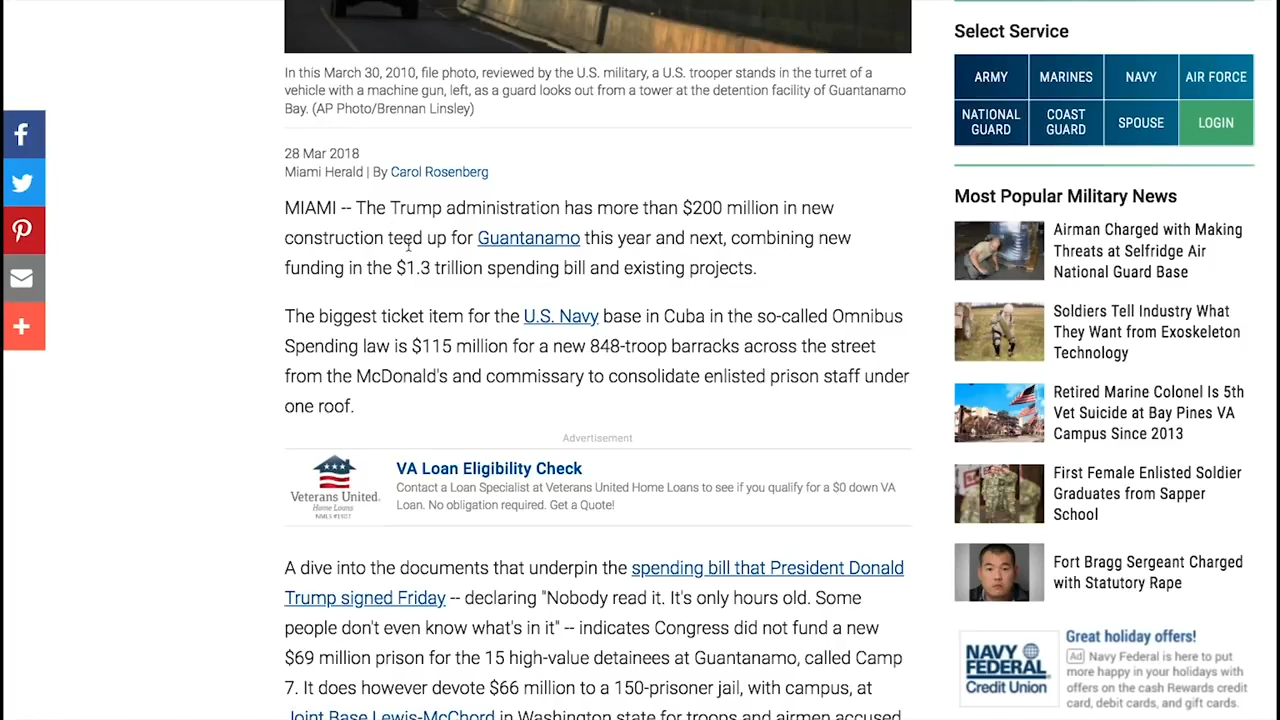 In this March 30, 2010, file photo, reviewed by the U.S. military, a U.S. trooper stands in the turret of a
vehicle with a machine gun, left, as a guard looks out from a tower at the detention facility of Guantanamo
Bay. (AP Photo/Brennan Linsley)
28 Mar 2018
Miami Herald | By Carol Rosenberg
MIAMI -- The Trump administration has more than $200 million in new
construction teed up for Guantanamo this year and next, combining new
funding in the $1.3 trillion spending bill and existing projects.
The biggest ticket item for the U.S. Navy base in Cuba in the so-called Omnibus
Spending law is $115 million for a new 848-troop barracks across the street
from the McDonald's and commissary to consolidate enlisted prison staff under
one roof.
Advertisement
Veterans United
Home Loans
NMLS #1907
VA Loan Eligibility Check
Contact a Loan Specialist at Veterans United Home Loans to see if you qualify for a $0 down VA
Loan. No obligation required. Get a Quote!
A dive into the documents that underpin the spending bill that President Donald
Trump signed Friday -- declaring "Nobody read it. It's only hours old. Some
people don't even know what's in it" -- indicates Congress did not fund a new
$69 million prison for the 15 high-value detainees at Guantanamo, called Camp
7. It does however devote $66 million to a 150-prisoner jail, with campus, at
Joint Base Lewis-McChord in Washington state for troops and airmen accused
Select Service
ARMY
MARINES
NAVY
AIR FORCE
NATIONAL
GUARD
COAST
GUARD
SPOUSE
LOGIN
Most Popular Military News
Airman Charged with Making
Threats at Selfridge Air
National Guard Base
Soldiers Tell Industry What
They Want from Exoskeleton
Technology
Retired Marine Colonel Is 5th
Vet Suicide at Bay Pines VA
Campus Since 2013
First Female Enlisted Soldier
Graduates from Sapper
School
Fort Bragg Sergeant Charged
with Statutory Rape
NAVY
FEDERAL
Credit Union
Great holiday offers!
Ad Navy Federal is here to put
more happy in your holidays with
offers on the cash Rewards credit
card, debit cards, and gift cards.